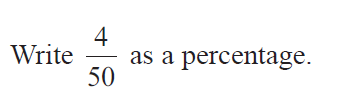 Write 4/50 as a percentage.